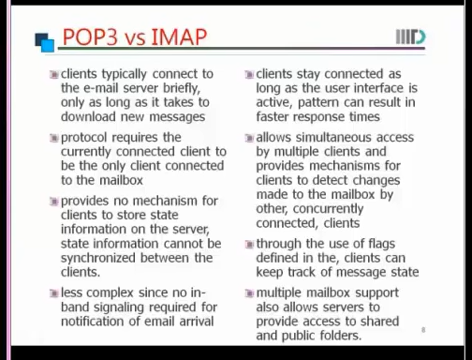 POP3 vs IMAP
clients typically connect to
the e-mail server briefly,
only as long as it takes to
download new messages
protocol requires the
currently connected client to
be the only client connected
to the mailbox
provides no mechanism for
clients to store state
information on the server,
state information cannot be
synchronized between the
clients.
less complex since no in-
band signaling required for
notification of email arrival
clients stay connected as
long as the user interface is
active, pattern can result in
faster response times
allows simultaneous access
by multiple clients and
provides mechanisms for
clients to detect changes
made to the mailbox by
other, concurrently
connected, clients
through the use of flags
defined in the, clients can
keep track of message state
multiple mailbox support
also allows servers to
provide access to shared
and public folders.
8